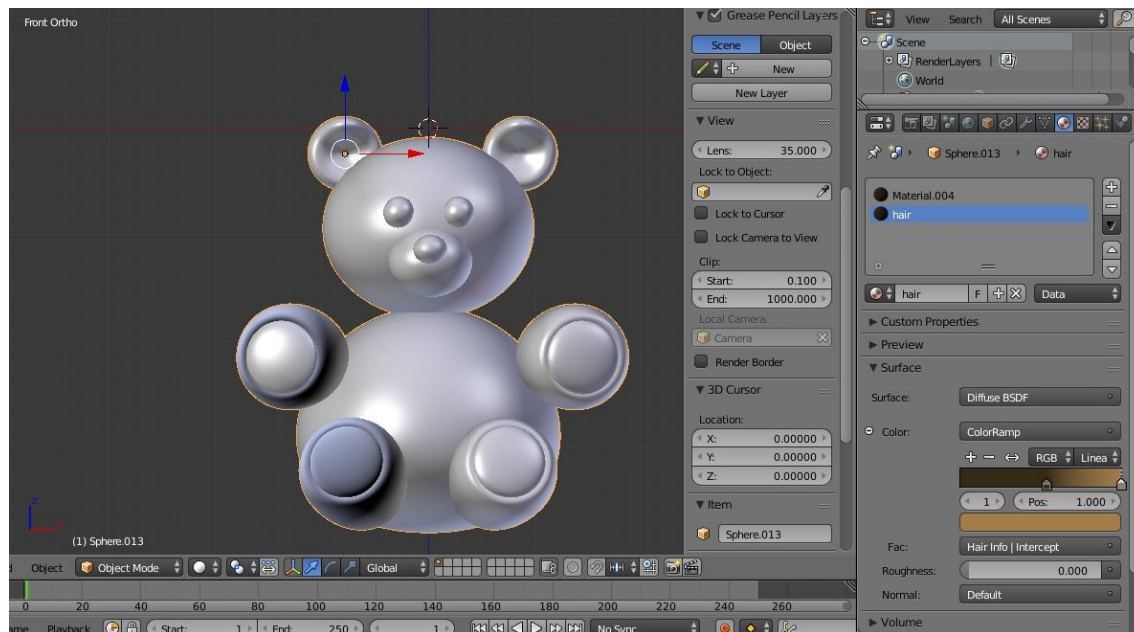 Front Ortho
(1) Sphere.013
Object
Object Mode
Global
0 20 40 60 80 100 120 140 160 180 200 220 240 260
Playback
Start: 1
End: 250
1
No Sync
Grease Pencil Layers
Scene Object
New
New Layer
View
Lens: 35.000
Lock to Object:
Lock to Cursor
Lock Camera to View
Clip:
Start: 0.100
End: 1000.000
Local Camera:
Camera
Render Border
3D Cursor
Location:
X: 0.00000
Y: 0.00000
Z: 0.00000
Item
Sphere.013
View Search All Scenes
Scene
RenderLayers |
World
Sphere.013 hair
Material.004
hair
hair F Data
Custom Properties
Preview
Surface
Surface: Diffuse BSDF
Color: ColorRamp
RGB Linea
1 Pos: 1.000
Fac: Hair Info | Intercept
Roughness: 0.000
Normal: Default
Volume